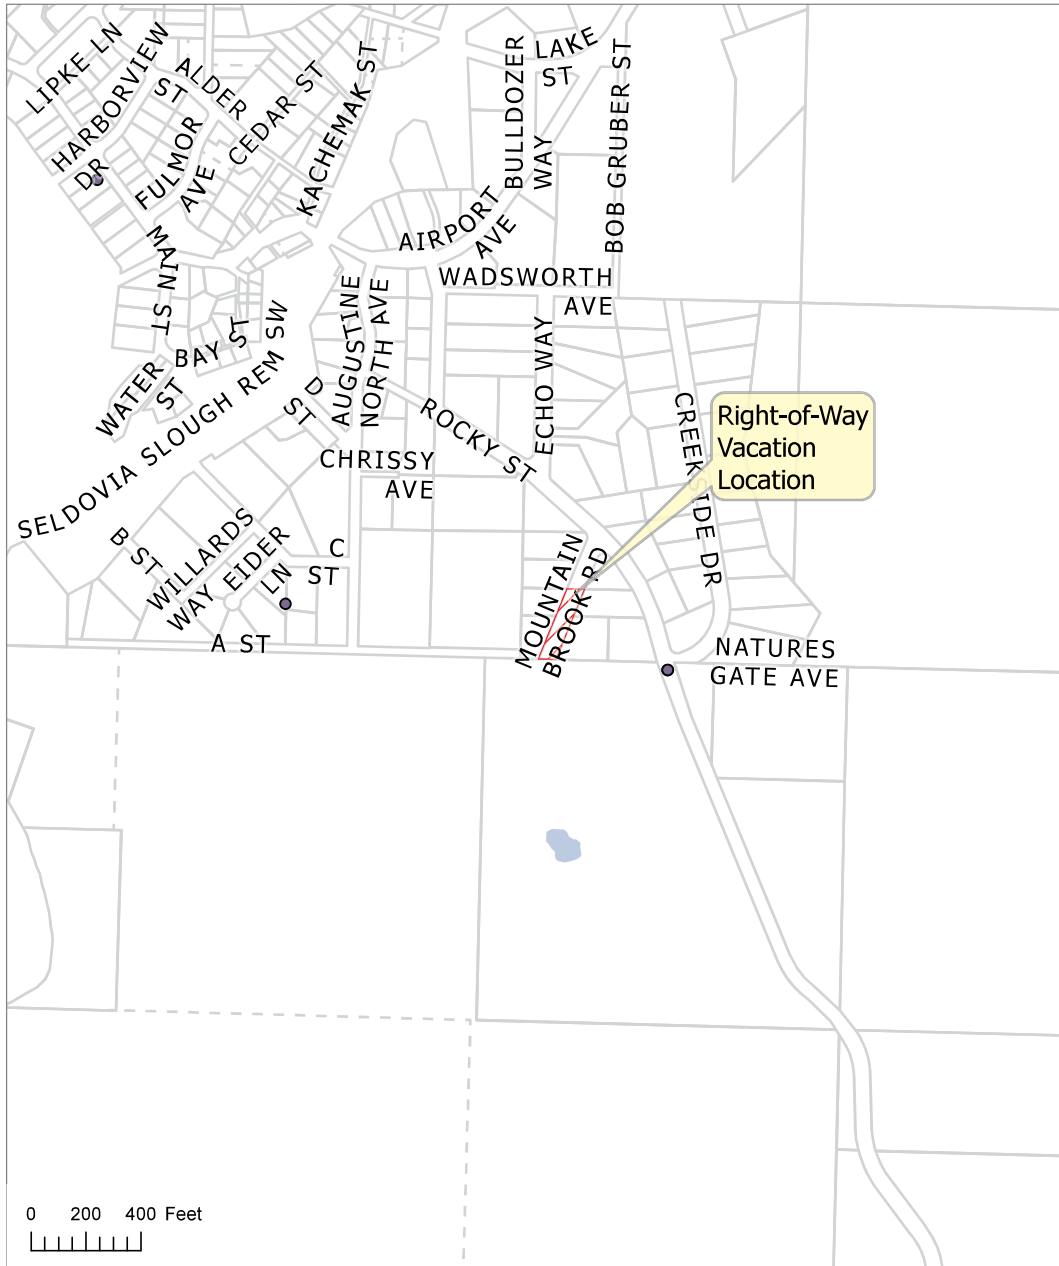 LIPKE LN
HARBORVIEW
DR
ALDER
ST
FULMOR
AVE
CEDAR ST
KACHEMAK ST
BULLDOZER
WAY
LAKE
ST
BOB GRUBER ST
AIRPORT
AVE
MAIN ST
WADSWORTH
AVE
AUGUSTINE
NORTH AVE
BAY ST
WATER
ST
SELDOVIA SLOUGH REM SW
D
ST
ECHO WAY
ROCKY ST
CHRISSY
AVE
CREEKSIDE DR
Right-of-Way
Vacation
Location
B ST
WILLARDS
WAY
EIDER
LN
C
ST
MOUNTAIN
BROOK RD
A ST
NATURES
GATE AVE
0 200 400 Feet